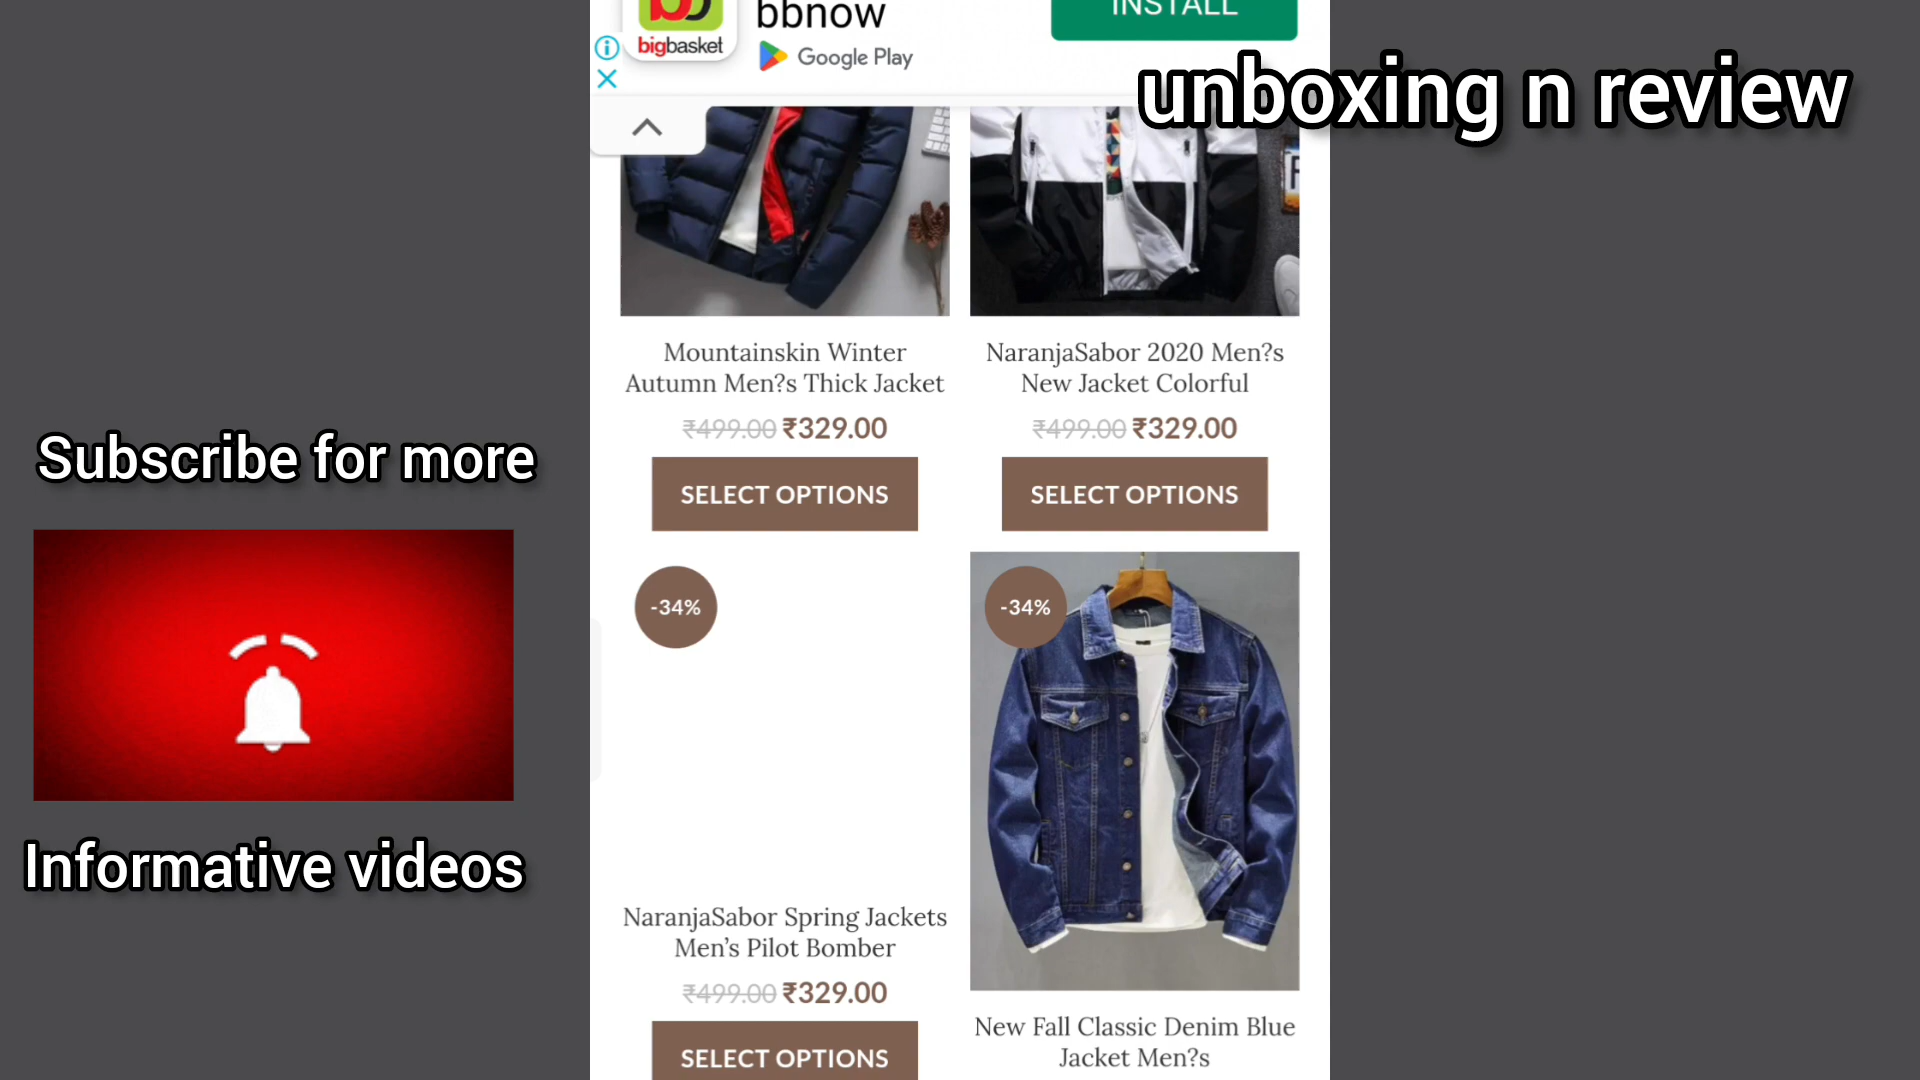 bbnow
INSTALL
bigbasket
Google Play
unboxing n review
Mountainskin Winter
Autumn Men?s Thick Jacket
₹499.00 ₹329.00
SELECT OPTIONS
NaranjaSabor 2020 Men?s
New Jacket Colorful
₹499.00 ₹329.00
SELECT OPTIONS
Subscribe for more
Informative videos
-34%
NaranjaSabor Spring Jackets
Men’s Pilot Bomber
₹499.00 ₹329.00
SELECT OPTIONS
-34%
New Fall Classic Denim Blue
Jacket Men?s